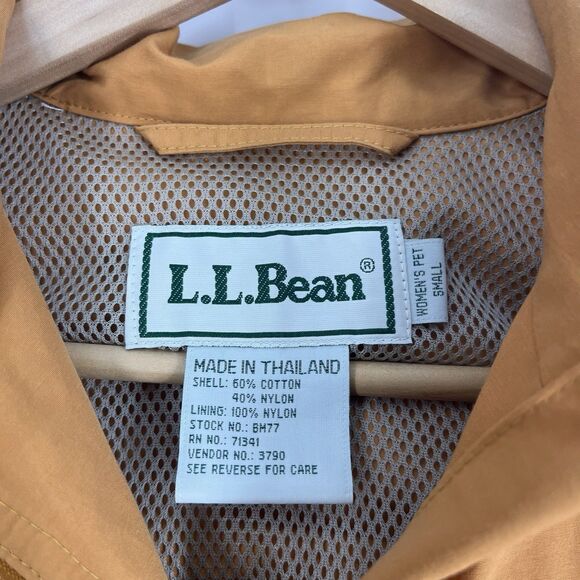 L.L.Bean®
WOMEN'S PET
SMALL
MADE IN THAILAND
SHELL: 60% COTTON
40% NYLON
LINING: 100% NYLON
STOCK NO.: BM77
RN NO.: 71341
VENDOR NO.: 3790
SEE REVERSE FOR CARE